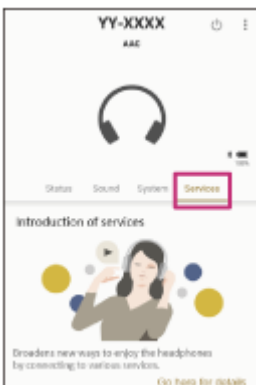 YY-XXXX
AAC
100%
Status Sound System Services
Introduction of services
Broadens new ways to enjoy the headphones
by connecting to various services.
Go here for details